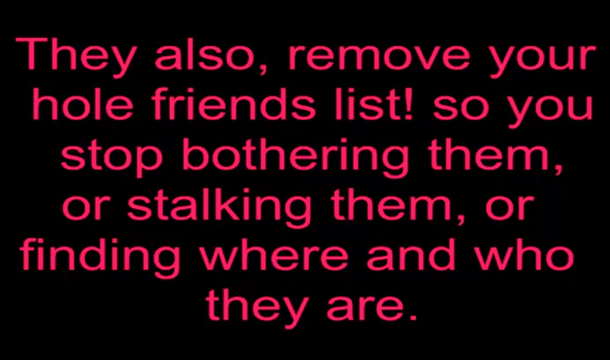 They also, remove your
hole friends list! so you
stop bothering them,
or stalking them, or
finding where and who
they are.